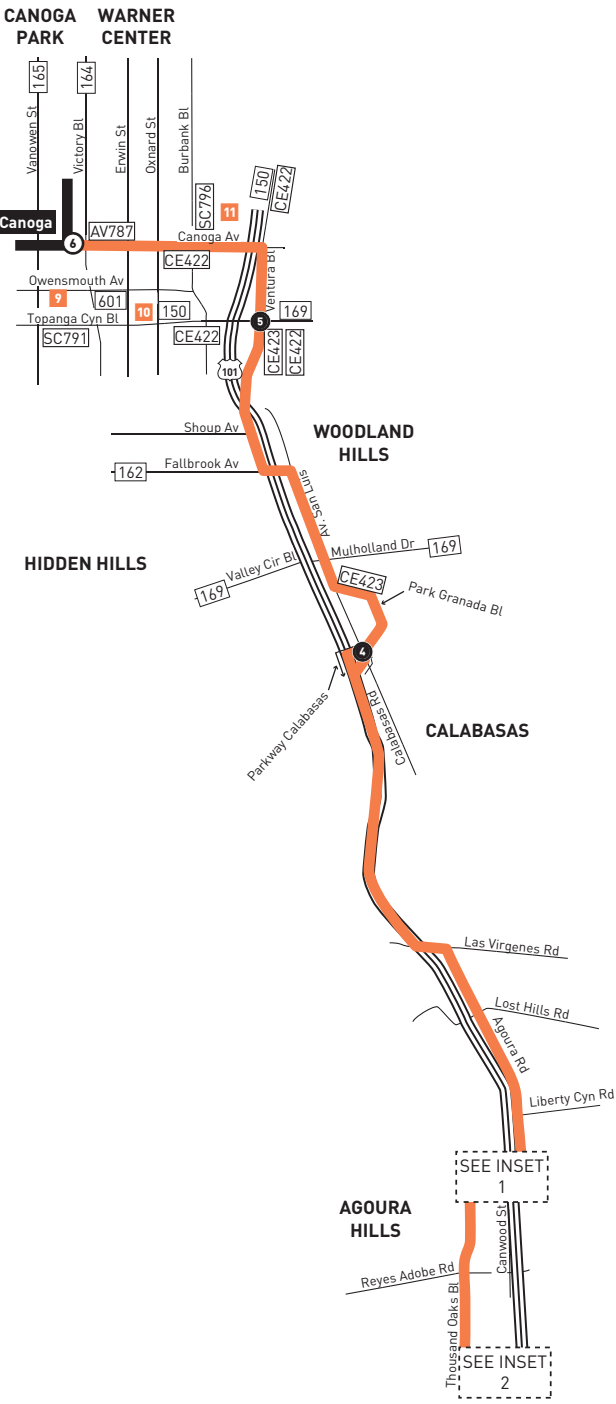 CANOGA
PARK
WARNER
CENTER
165
164
Vanowen St
Victory Bl
Erwin St
Oxnard St
Burbank Bl
150
CE422
SC796
11
Canoga
6
AV787
Canoga Av
CE422
Ventura Bl
Owensmouth Av
9
601
10
150
169
Topanga Cyn Bl
5
SC791
CE422
CE423
CE422
101
Shoup Av
WOODLAND
HILLS
162
Fallbrook Av
Av. San Luis
HIDDEN HILLS
Mulholland Dr
169
Valley Cir Bl
169
CE423
Park Granada Bl
4
Parkway Calabasas
Calabasas Rd
CALABASAS
Las Virgenes Rd
Lost Hills Rd
Agoura Rd
Liberty Cyn Rd
SEE INSET
1
AGOURA
HILLS
Canwood St
Reyes Adobe Rd
Thousand Oaks Bl
SEE INSET
2